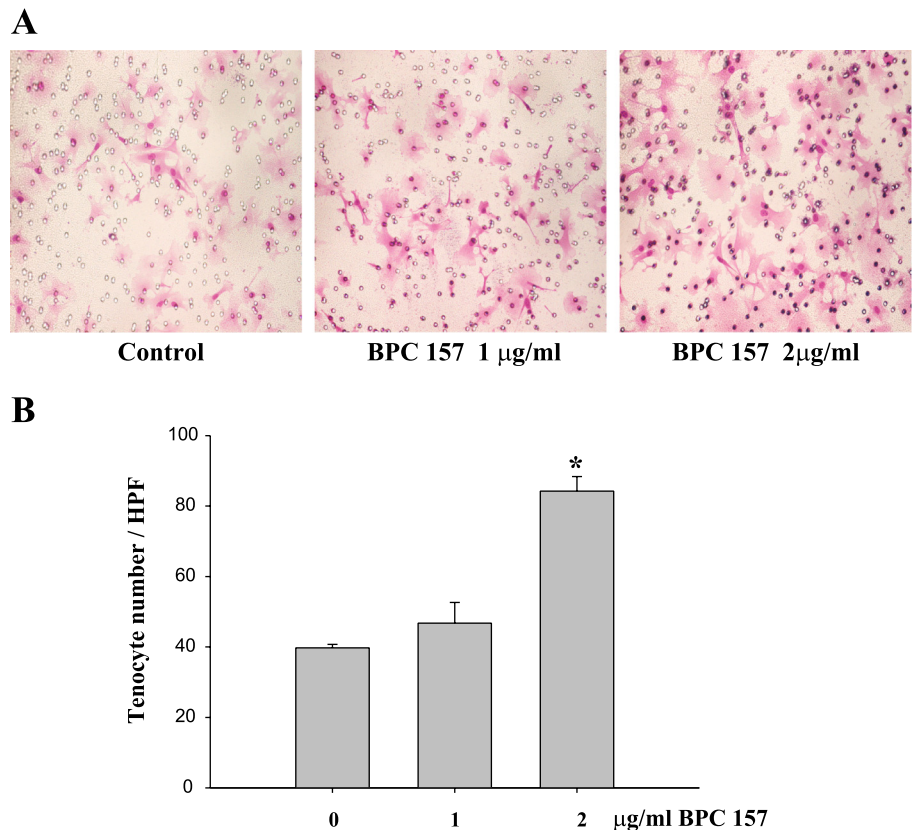 A
Control
BPC 157 1 μg/ml
BPC 157 2μg/ml
B
Tenocyte number / HPF
100
80
60
40
20
0
*
0 1 2 μg/ml BPC 157